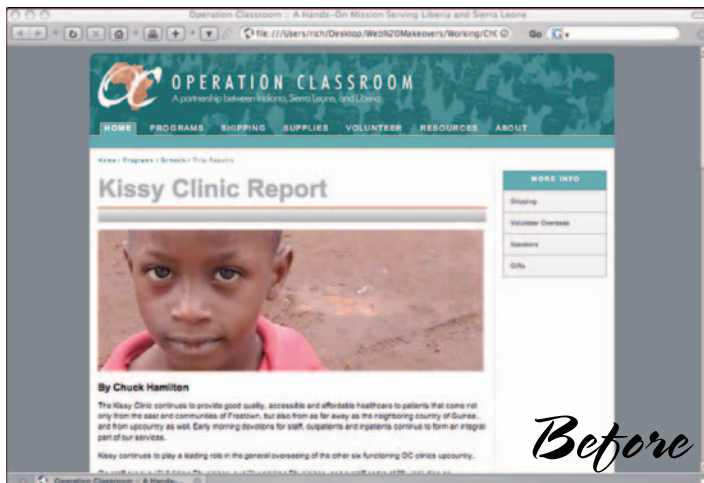 Operation Classroom :: A Hands-On Mission Serving Liberia and Sierra Leone
file:///Users/rich/Desktop/Web%20Makeovers/Working/Ch
Go
OC OPERATION CLASSROOM
A partnership between Indiana, Sierra Leone, and Liberia
HOME PROGRAMS SHIPPING SUPPLIES VOLUNTEER RESOURCES ABOUT
Home / Programs / Schools / Trip Reports
Kissy Clinic Report
MORE INFO
Shipping
Volunteer Overseas
Speakers
Gifts
By Chuck Hamilton
The Kissy Clinic continues to provide good quality, accessible and affordable healthcare to patients that come not
only from the east end communities of Freetown, but also from as far away as the neighboring country of Guinea.,
and from upcountry as well. Early morning devotions for staff, outpatients and inpatients continue to form an integral
part of our services.
Kissy continues to play a leading role in the general overseeing of the other six functioning OC clinics upcountry.
Before
Operation Classroom :: A Hands-